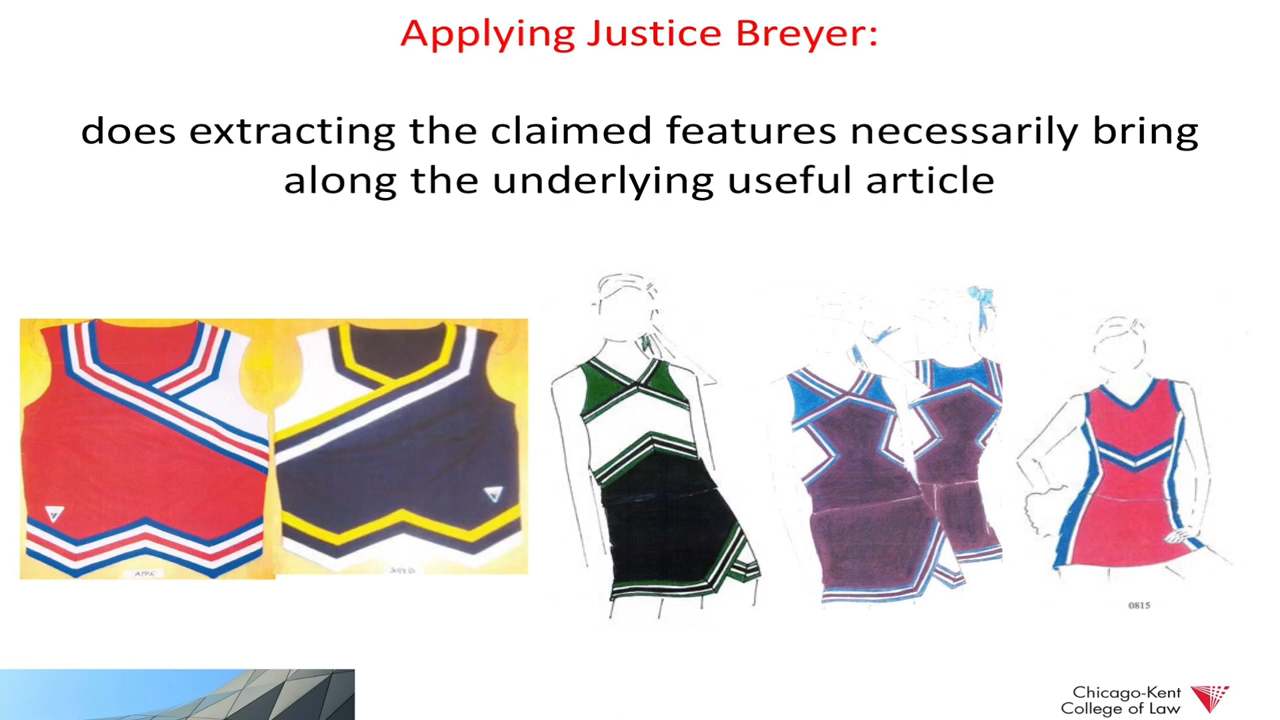 Applying Justice Breyer:
does extracting the claimed features necessarily bring
along the underlying useful article
0815
Chicago-Kent
College of Law